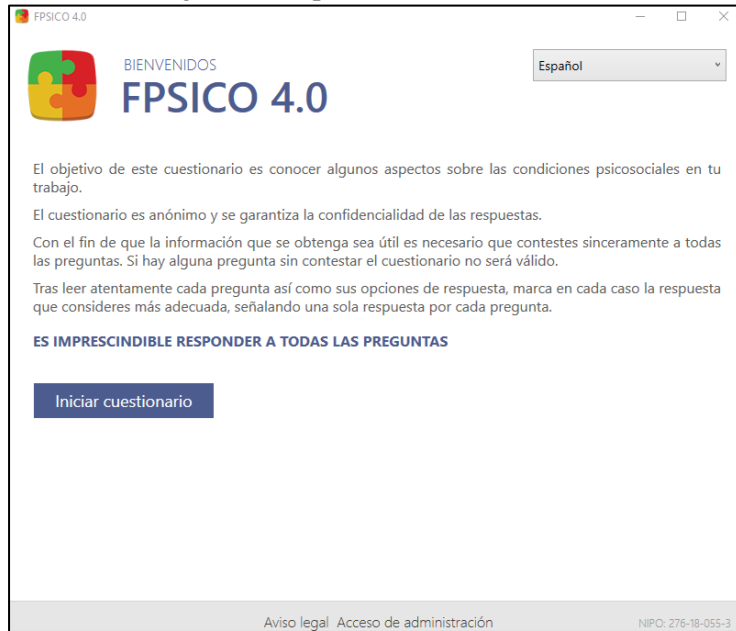 FPSICO 4.0
BIENVENIDOS
Español
FPSICO 4.0
El objetivo de este cuestionario es conocer algunos aspectos sobre las condiciones psicosociales en tu
trabajo.
El cuestionario es anónimo y se garantiza la confidencialidad de las respuestas.
Con el fin de que la información que se obtenga sea útil es necesario que contestes sinceramente a todas
las preguntas. Si hay alguna pregunta sin contestar el cuestionario no será válido.
Tras leer atentamente cada pregunta así como sus opciones de respuesta, marca en cada caso la respuesta
que consideres más adecuada, señalando una sola respuesta por cada pregunta.
ES IMPRESCINDIBLE RESPONDER A TODAS LAS PREGUNTAS
Iniciar cuestionario
Aviso legal Acceso de administración
NIPO: 276-18-055-3